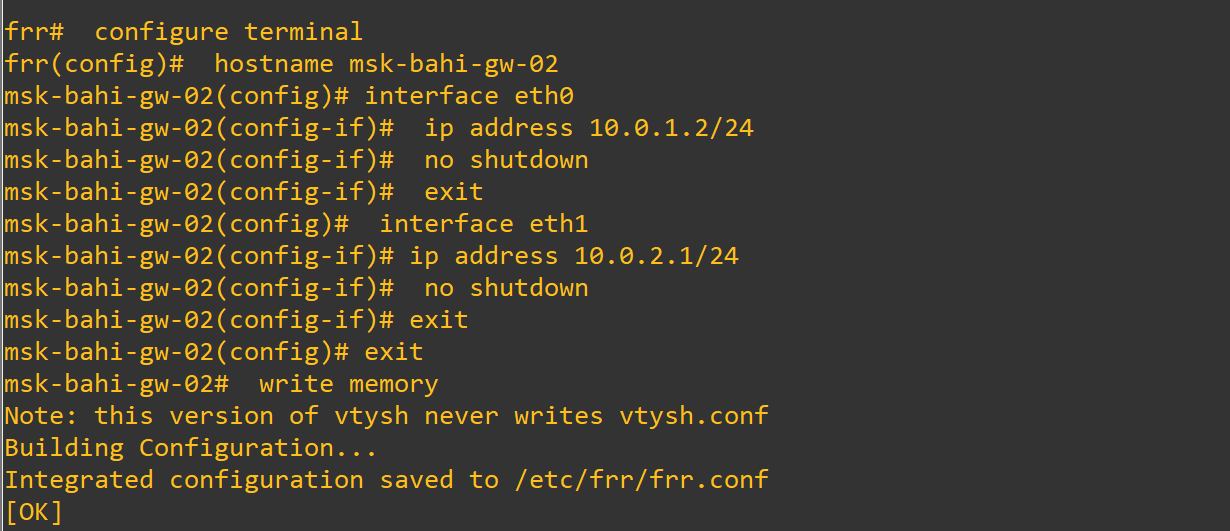 frr#  configure terminal
frr(config)#  hostname msk-bahi-gw-02
msk-bahi-gw-02(config)# interface eth0
msk-bahi-gw-02(config-if)#  ip address 10.0.1.2/24
msk-bahi-gw-02(config-if)#  no shutdown
msk-bahi-gw-02(config-if)#  exit
msk-bahi-gw-02(config)#  interface eth1
msk-bahi-gw-02(config-if)# ip address 10.0.2.1/24
msk-bahi-gw-02(config-if)#  no shutdown
msk-bahi-gw-02(config-if)# exit
msk-bahi-gw-02(config)# exit
msk-bahi-gw-02#  write memory
Note: this version of vtysh never writes vtysh.conf
Building Configuration...
Integrated configuration saved to /etc/frr/frr.conf
[OK]